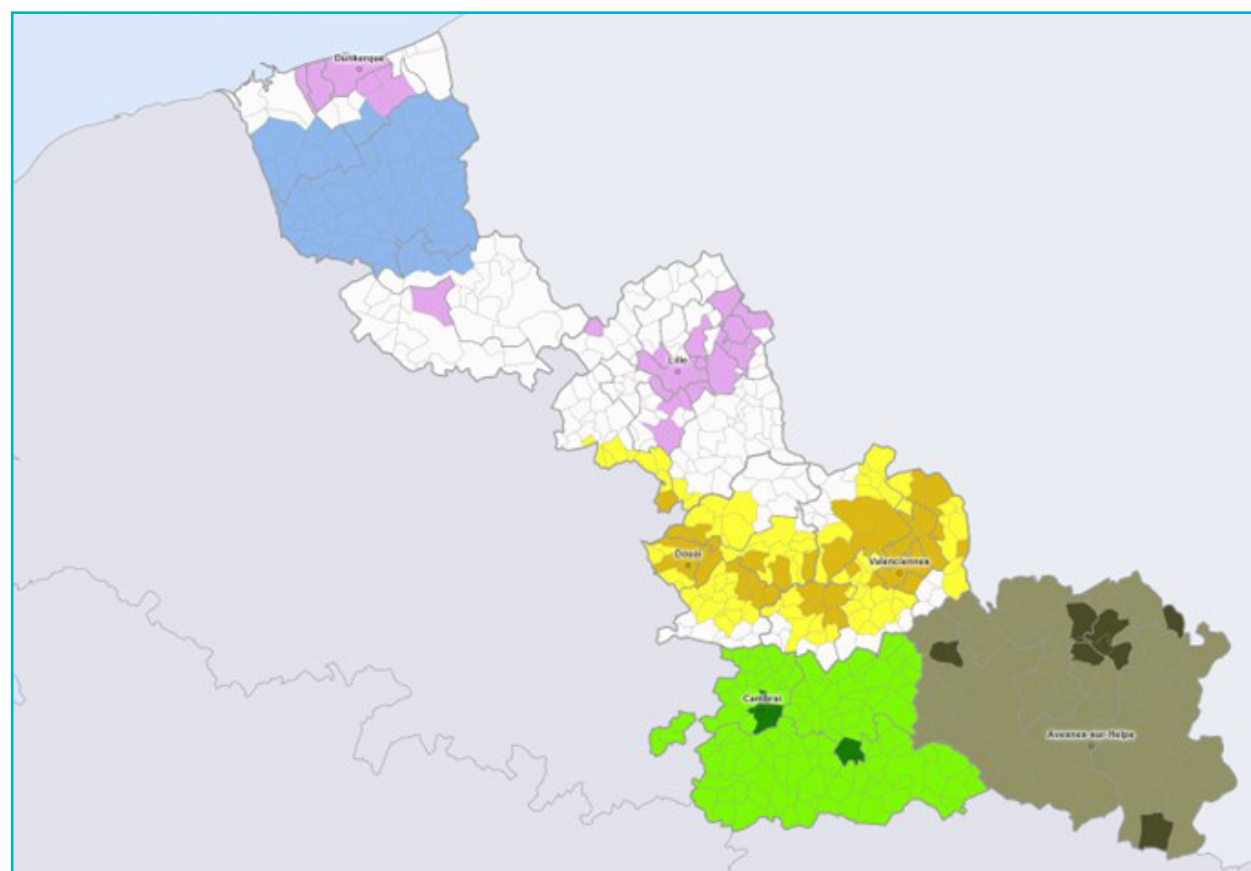 Dunkerque
Lille
Douai
Valenciennes
Cambrai
Avesnes-sur-Helpe